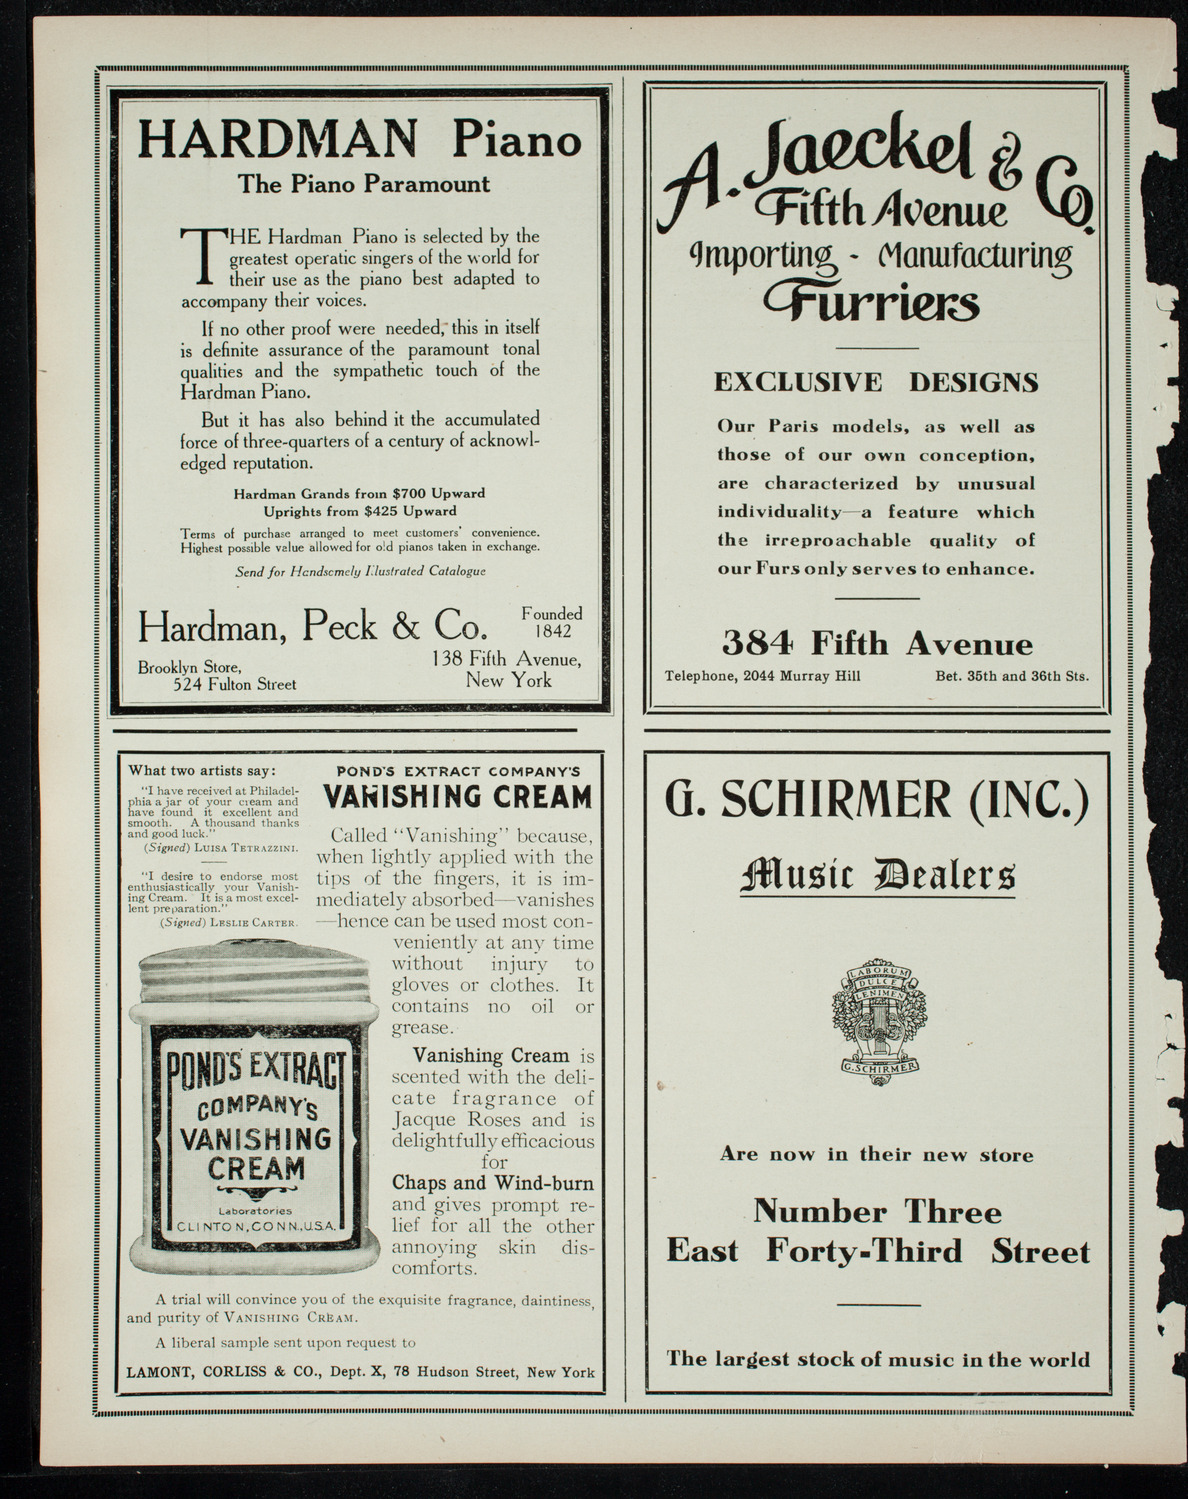 HARDMAN Piano
The Piano Paramount
THE Hardman Piano is selected by the
greatest operatic singers of the world for
their use as the piano best adapted to
accompany their voices.
If no other proof were needed, this in itself
is definite assurance of the paramount tonal
qualities and the sympathetic touch of the
Hardman Piano.
But it has also behind it the accumulated
force of three-quarters of a century of acknowl-
edged reputation.
Hardman Grands from $700 Upward
Uprights from $425 Upward
Terms of purchase arranged to meet customers' convenience.
Highest possible value allowed for old pianos taken in exchange.
Send for Handsomely Illustrated Catalogue
Hardman, Peck & Co. Founded
1842
Brooklyn Store,
524 Fulton Street
138 Fifth Avenue,
New York
A. Jaeckel & Co.
Fifth Avenue
Importing - Manufacturing
Furriers
EXCLUSIVE DESIGNS
Our Paris models, as well as
those of our own conception,
are characterized by unusual
individuality—a feature which
the irreproachable quality of
our Furs only serves to enhance.
384 Fifth Avenue
Telephone, 2044 Murray Hill Bet. 35th and 36th Sts.
What two artists say:
"I have received at Philadel-
phia a jar of your cream and
have found it excellent and
smooth. A thousand thanks
and good luck."
(Signed) LUISA TETRAZZINI.
"I desire to endorse most
enthusiastically your Vanish-
ing Cream. It is a most excel-
lent preparation."
(Signed) LESLIE CARTER.
POND'S EXTRACT COMPANY'S
VANISHING CREAM
Called "Vanishing" because,
when lightly applied with the
tips of the fingers, it is im-
mediately absorbed—vanishes
—hence can be used most con-
veniently at any time
without injury to
gloves or clothes. It
contains no oil or
grease.
Vanishing Cream is
scented with the deli-
cate fragrance of
Jacque Roses and is
delightfully efficacious
for
Chaps and Wind-burn
and gives prompt re-
lief for all the other
annoying skin dis-
comforts.
POND'S EXTRACT
COMPANY'S
VANISHING
CREAM
Laboratories
CLINTON, CONN., U.S.A.
A trial will convince you of the exquisite fragrance, daintiness,
and purity of VANISHING CREAM.
A liberal sample sent upon request to
LAMONT, CORLISS & CO., Dept. X, 78 Hudson Street, New York
G. SCHIRMER (INC.)
Music Dealers
LABORUM
DULCE
LENIMEN
G. SCHIRMER
Are now in their new store
Number Three
East Forty-Third Street
The largest stock of music in the world